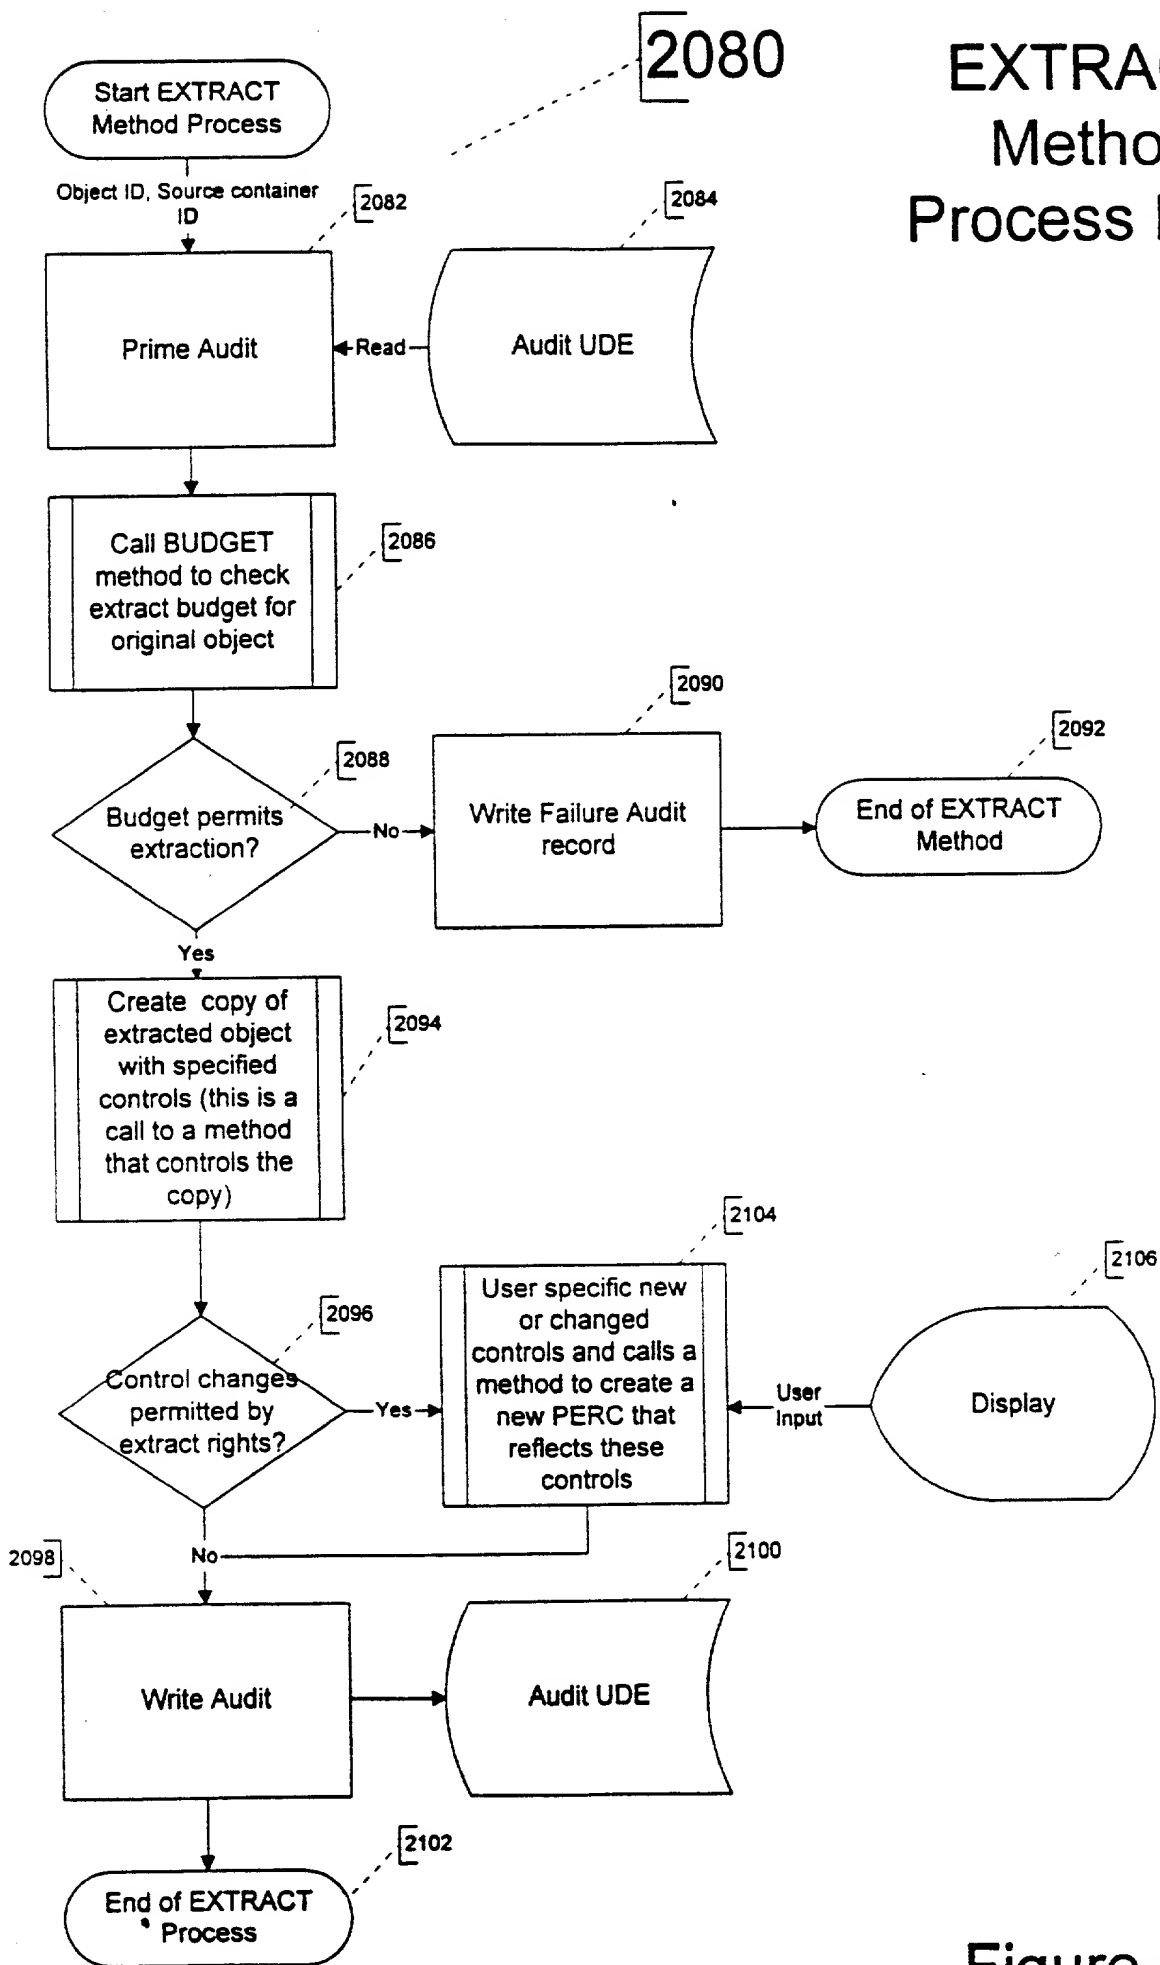 2080
EXTRAC
Metho
Process
Start EXTRACT
Method Process
Object ID, Source container
ID
2082
2084
Prime Audit
Read
Audit UDE
Call BUDGET
method to check
extract budget for
original object
2086
2088
Budget permits
extraction?
No
2090
Write Failure Audit
record
2092
End of EXTRACT
Method
Yes
Create copy of
extracted object
with specified
controls (this is a
call to a method
that controls the
copy)
2094
2096
Control changes
permitted by
extract rights?
Yes
2104
User specific new
or changed
controls and calls a
method to create a
new PERC that
reflects these
controls
User
Input
2106
Display
No
2098
2100
Write Audit
Audit UDE
2102
End of EXTRACT
Process
Figure